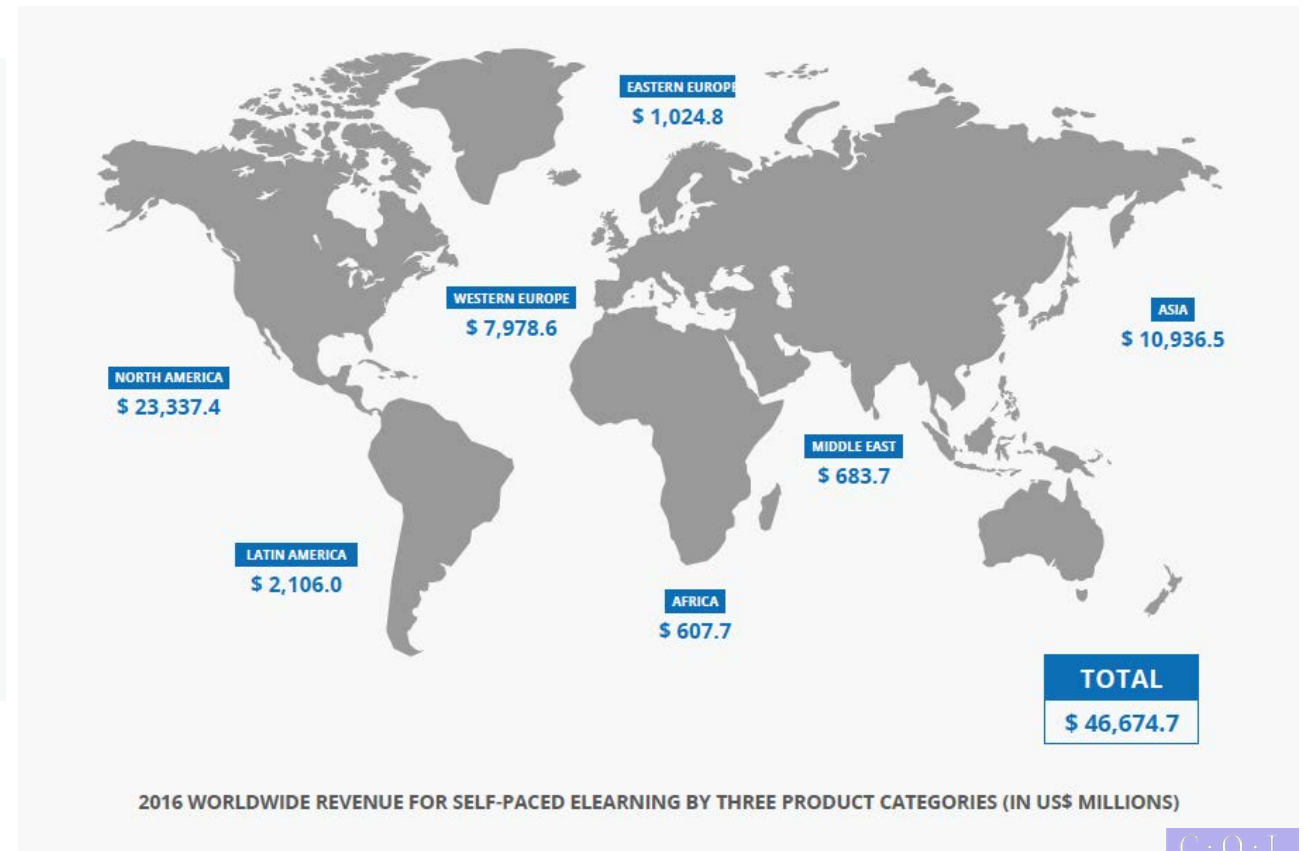 EASTERN EUROPE
$ 1,024.8
WESTERN EUROPE
$ 7,978.6
ASIA
$ 10,936.5
NORTH AMERICA
$ 23,337.4
MIDDLE EAST
$ 683.7
LATIN AMERICA
$ 2,106.0
AFRICA
$ 607.7
TOTAL
$ 46,674.7
2016 WORLDWIDE REVENUE FOR SELF-PACED ELEARNING BY THREE PRODUCT CATEGORIES (IN US$ MILLIONS)